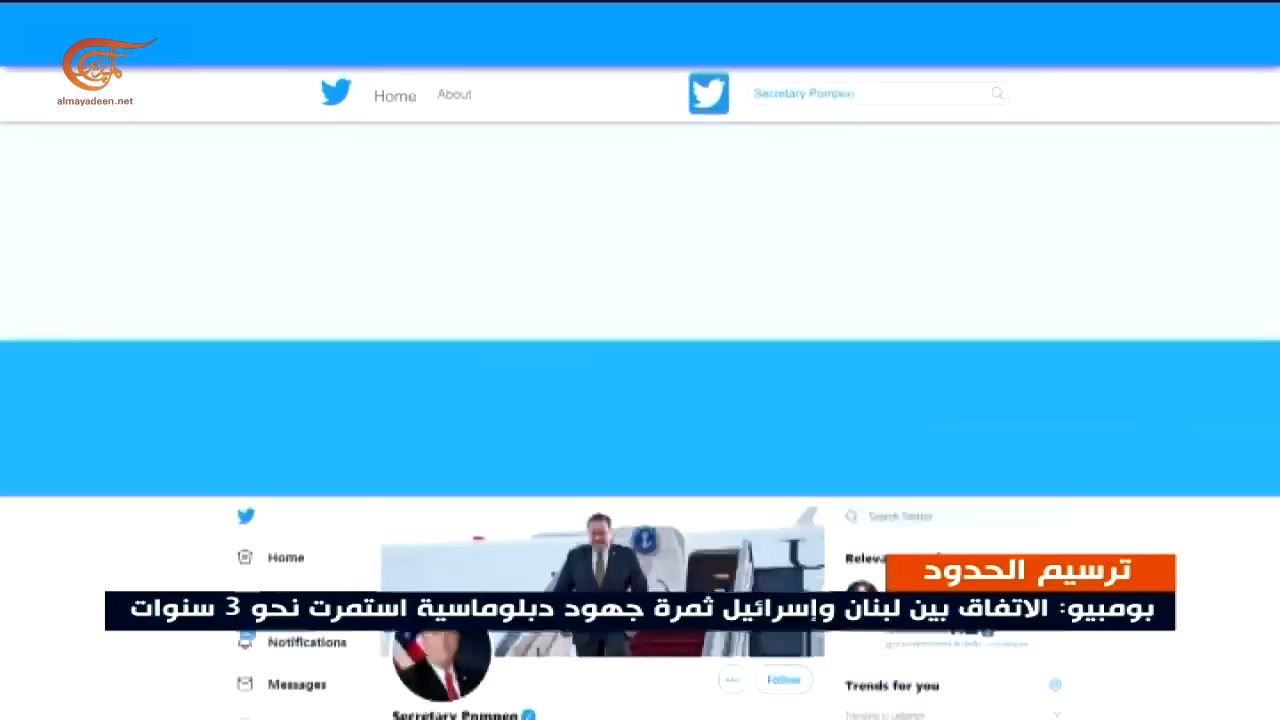 almayadeen.net
Home About Secretary Pompeo
Search Twitter
Home
ترسيم الحدود
بومبيو: الاتفاق بين لبنان وإسرائيل ثمرة جهود دبلوماسية استمرت نحو 3 سنوات
Notifications
Follow
Messages
Trends for you
Secretary Pompeo